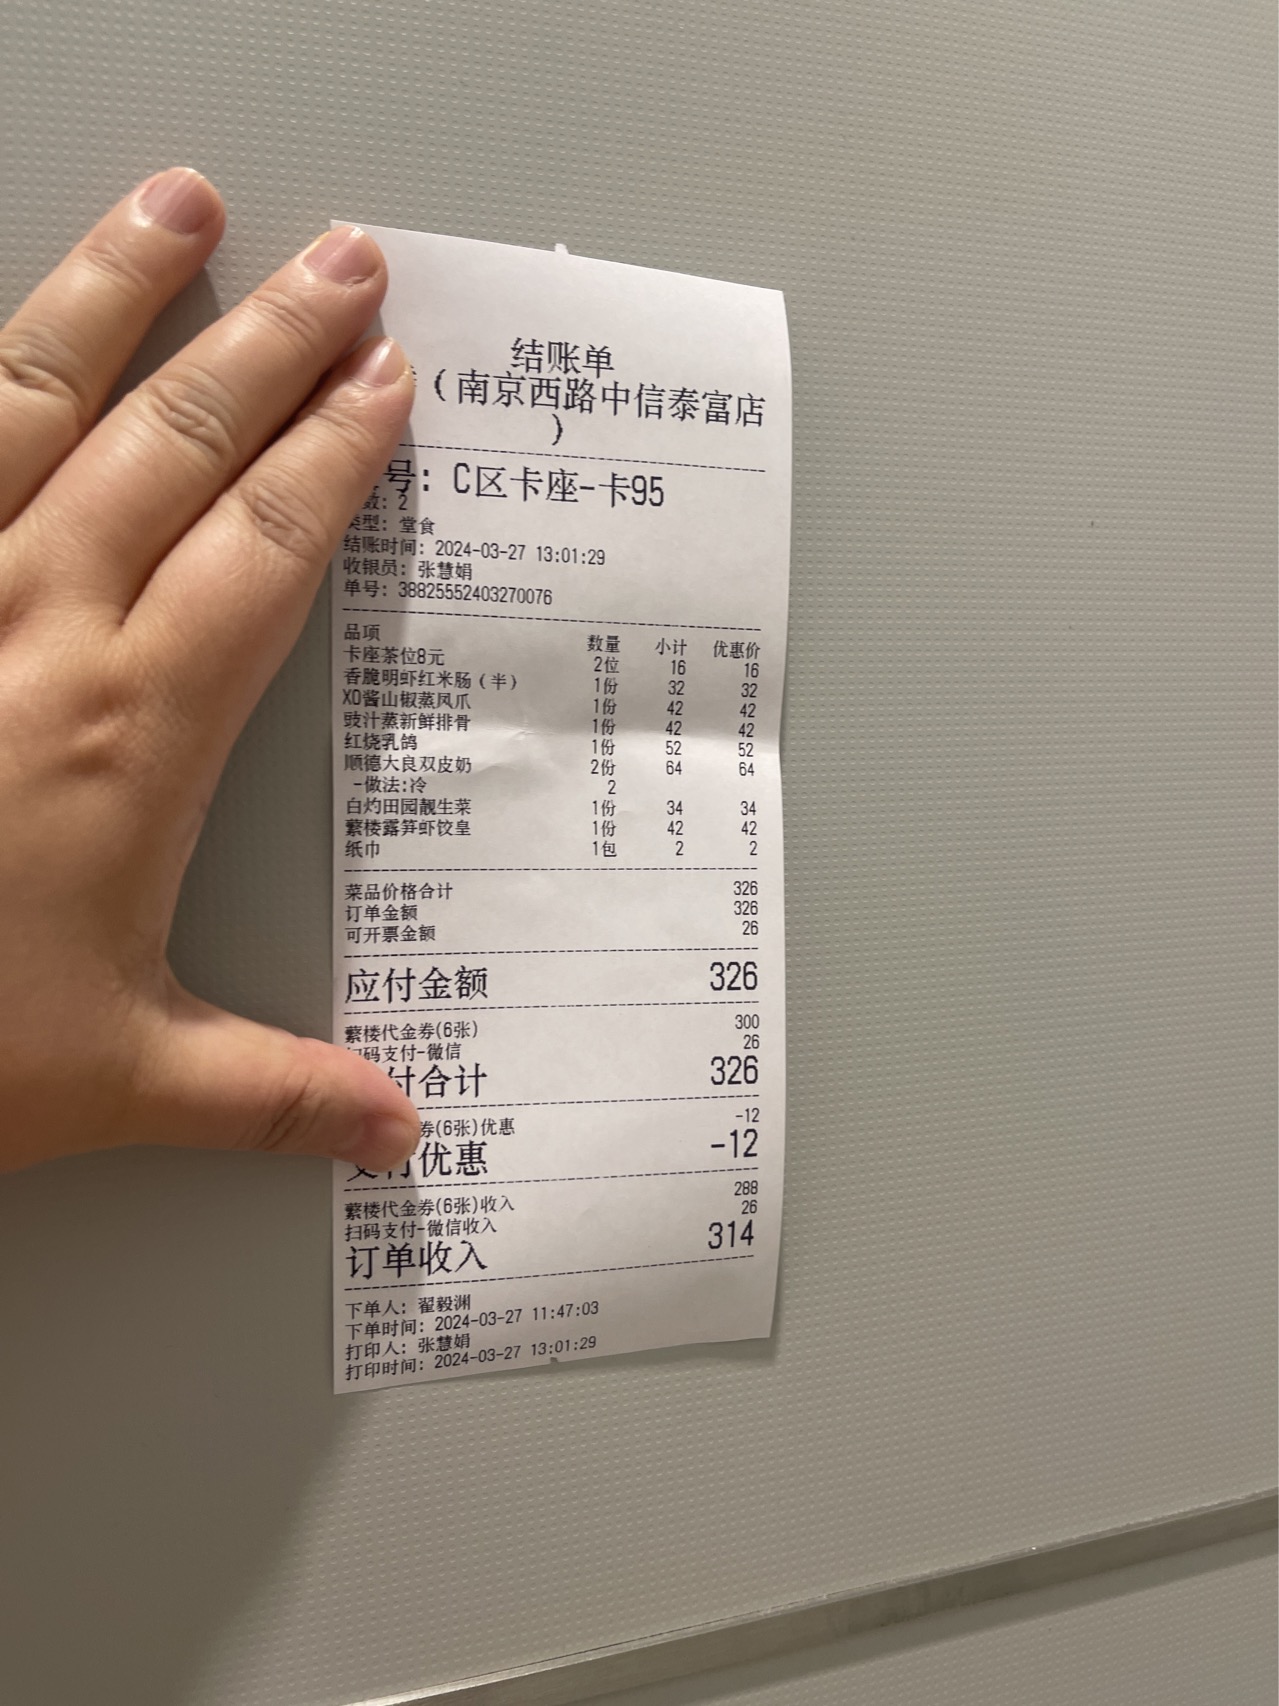 结账单
(南京西路中信泰富店
)
号: C区卡座-卡95
数: 2
类型: 堂食
结账时间: 2024-03-27 13:01:29
收银员: 张慧娟
单号: 38825552403270076
品项 数量 小计 优惠价
卡座茶位8元 2位 16 16
香脆明虾红米肠(半) 1份 32 32
XO酱山椒蒸凤爪 1份 42 42
豉汁蒸新鲜排骨 1份 42 42
红烧乳鸽 1份 52 52
顺德大良双皮奶 2份 64 64
-做法:冷 2
白灼田园靓生菜 1份 34 34
蘩楼露笋虾饺皇 1份 42 42
纸巾 1包 2 2
菜品价格合计 326
订单金额 326
可开票金额 26
应付金额 326
蘩楼代金券(6张) 300
扫码支付-微信 26
付合计 326
券(6张)优惠 -12
支付优惠 -12
蘩楼代金券(6张)收入 288
扫码支付-微信收入 26
订单收入 314
下单人: 翟毅渊
下单时间: 2024-03-27 11:47:03
打印人: 张慧娟
打印时间: 2024-03-27 13:01:29